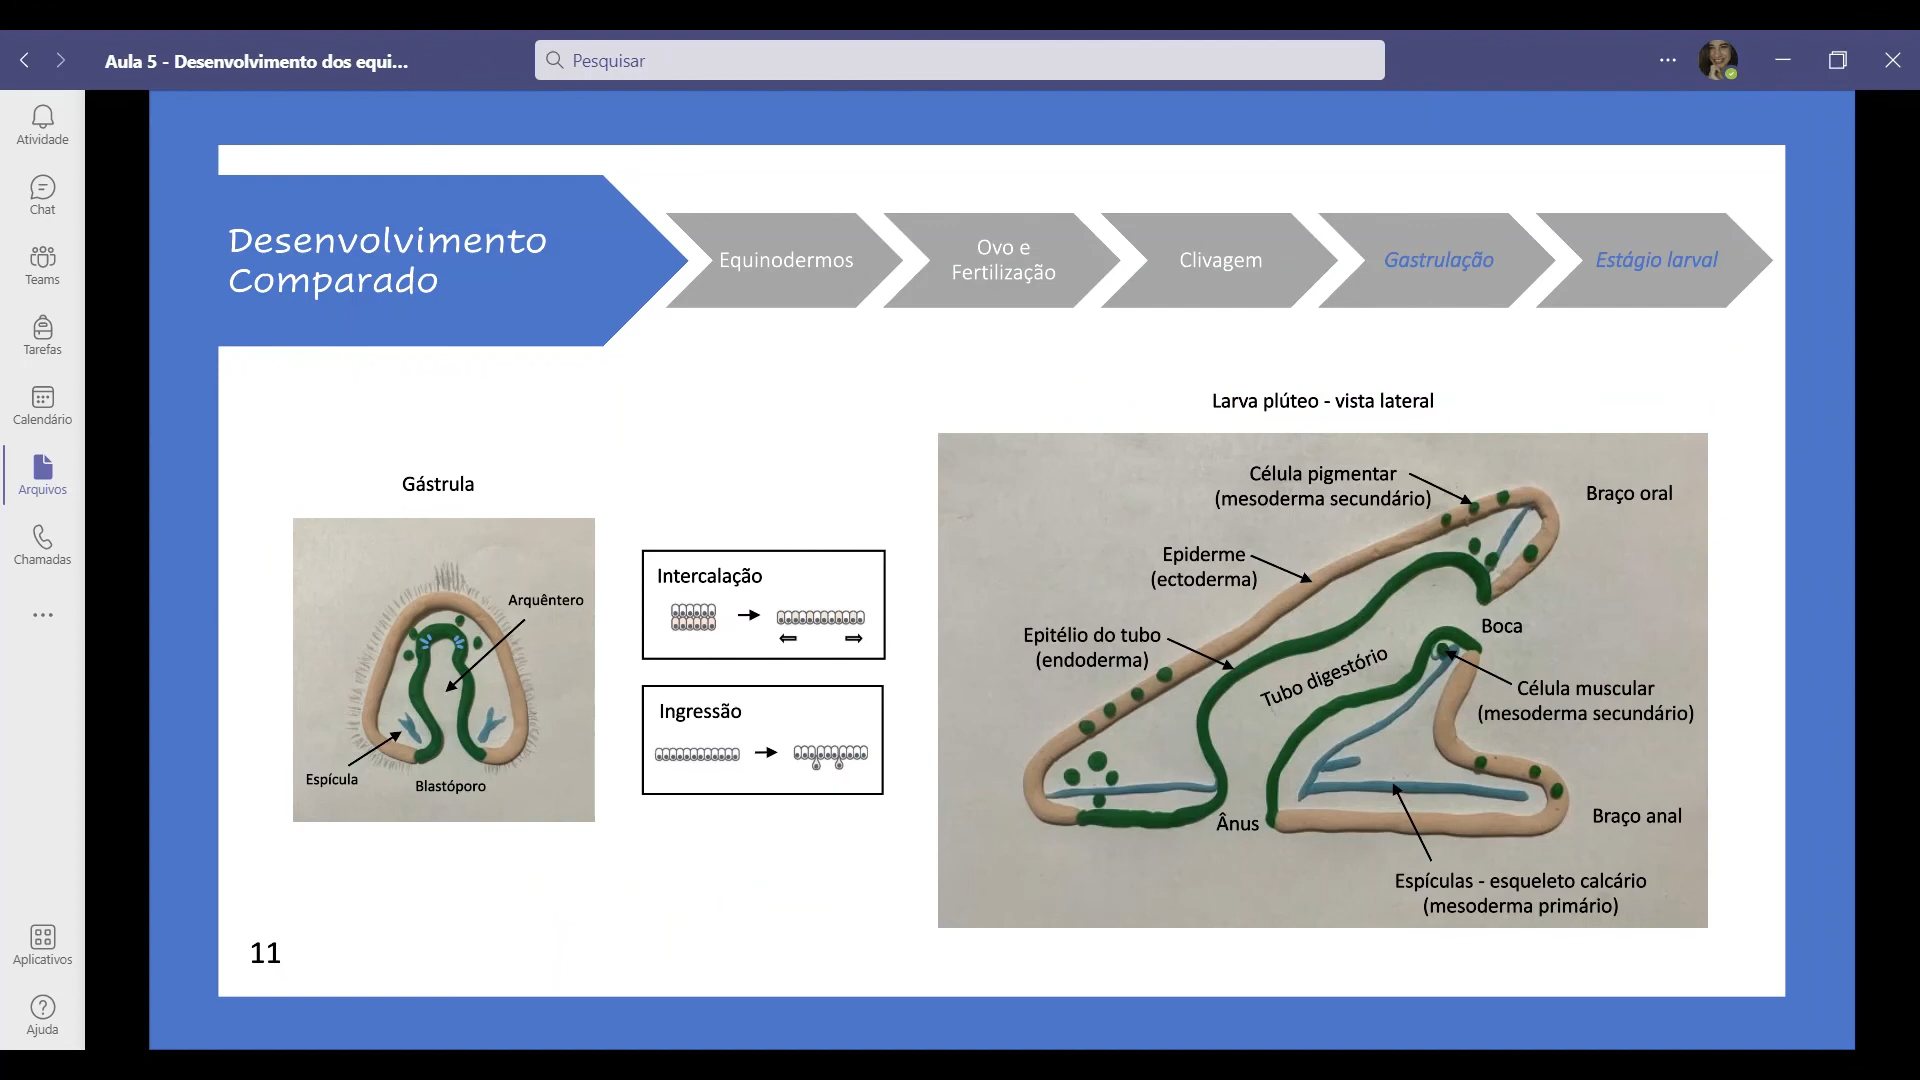 Aula 5 - Desenvolvimento dos equi...
Pesquisar
Atividade
Chat
Teams
Tarefas
Calendário
Arquivos
Chamadas
Aplicativos
Ajuda
Desenvolvimento
Comparado
Equinodermos
Ovo e
Fertilização
Clivagem
Gastrulação
Estágio larval
Gástrula
Arquêntero
Espícula
Blastóporo
Intercalação
Ingressão
Larva plúteo - vista lateral
Célula pigmentar
(mesoderma secundário)
Braço oral
Epiderme
(ectoderma)
Epitélio do tubo
(endoderma)
Boca
Tubo digestório
Célula muscular
(mesoderma secundário)
Ânus
Braço anal
Espículas - esqueleto calcário
(mesoderma primário)
11